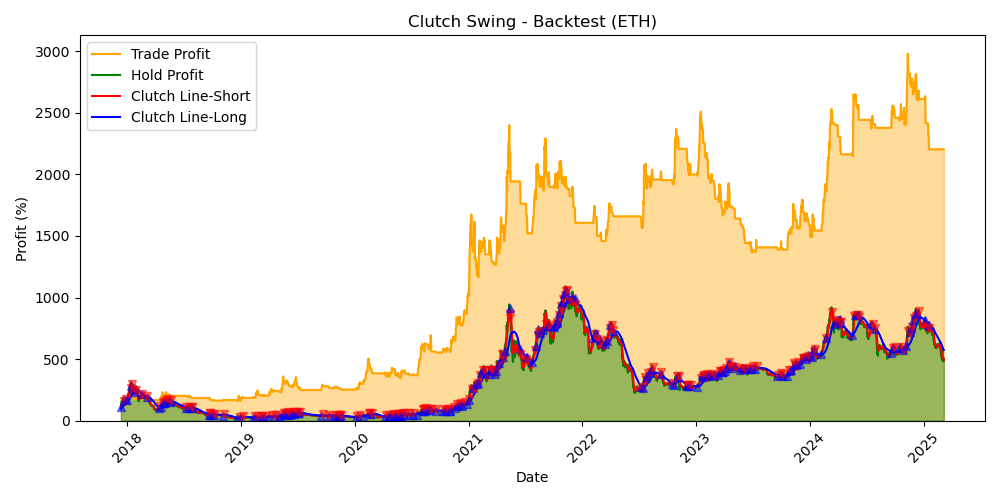 Clutch Swing - Backtest (ETH)
Trade Profit
Hold Profit
Clutch Line-Short
Clutch Line-Long
Profit (%)
3000
2500
2000
1500
1000
500
0
2018
2019
2020
2021
2022
2023
2024
2025
Date